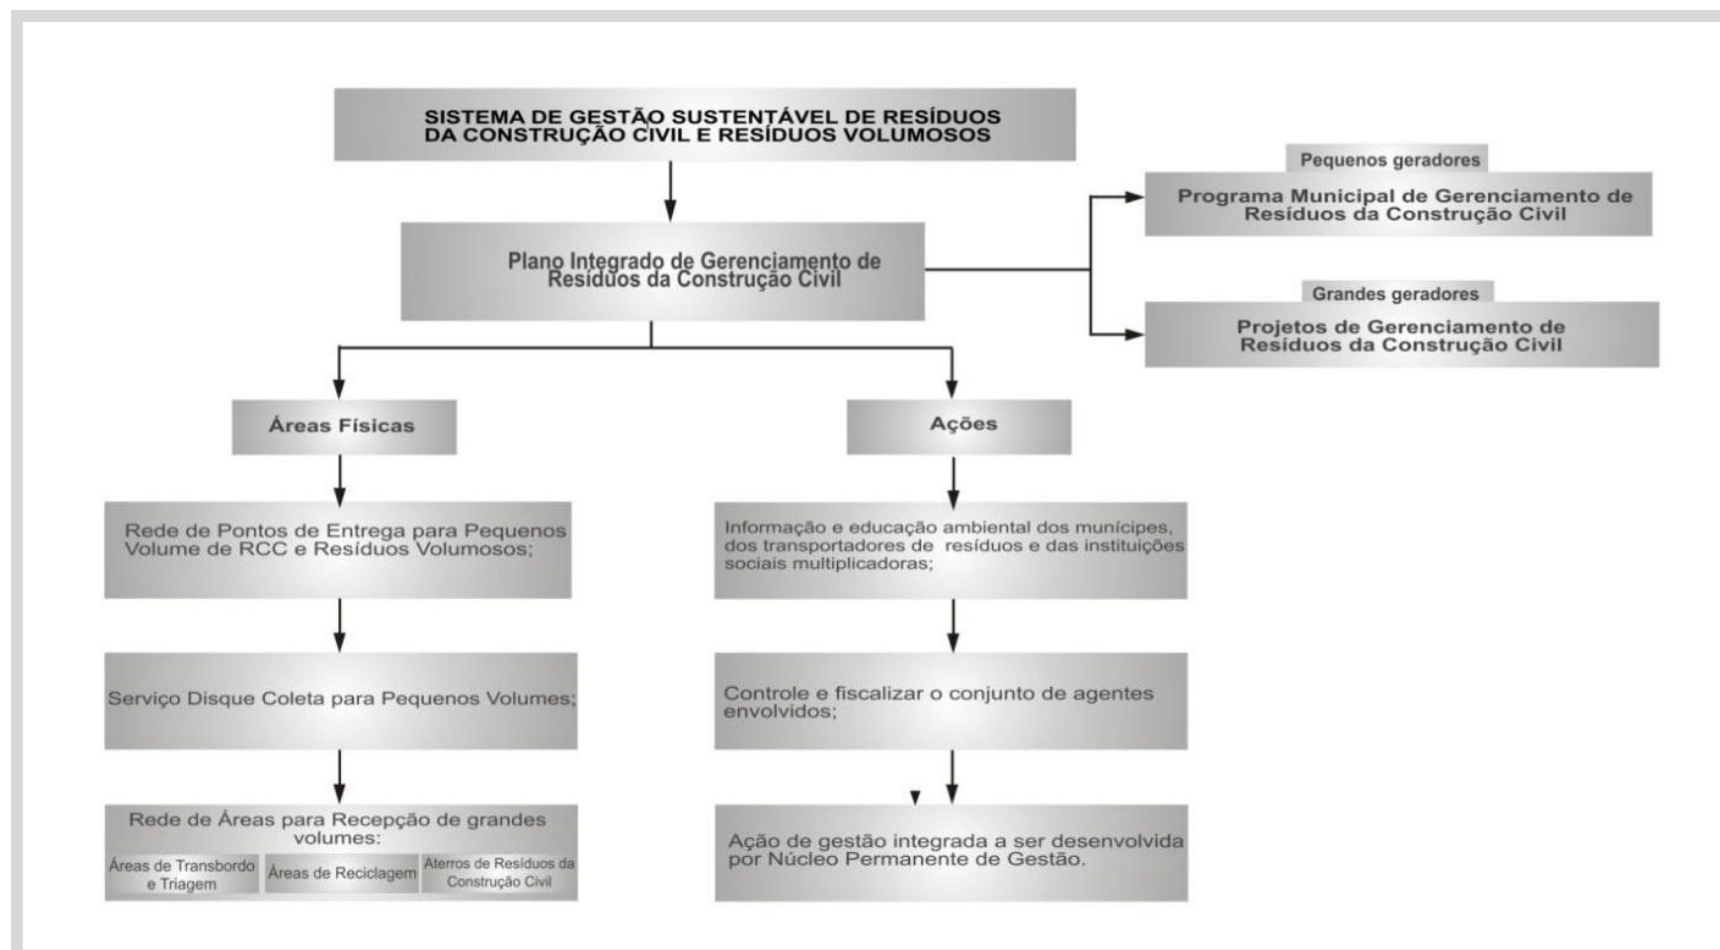 SISTEMA DE GESTÃO SUSTENTÁVEL DE RESÍDUOS
DA CONSTRUÇÃO CIVIL E RESÍDUOS VOLUMOSOS
Pequenos geradores
Programa Municipal de Gerenciamento de
Resíduos da Construção Civil
Plano Integrado de Gerenciamento de
Resíduos da Construção Civil
Grandes geradores
Projetos de Gerenciamento de
Resíduos da Construção Civil
Áreas Físicas
Rede de Pontos de Entrega para Pequenos
Volume de RCC e Resíduos Volumosos;
Serviço Disque Coleta para Pequenos Volumes;
Rede de Áreas para Recepção de grandes
volumes:
Áreas de Transbordo
e Triagem
Áreas de Reciclagem
Aterros de Resíduos da
Construção Civil
Ações
Informação e educação ambiental dos munícipes,
dos transportadores de resíduos e das instituições
sociais multiplicadoras;
Controle e fiscalizar o conjunto de agentes
envolvidos;
Ação de gestão integrada a ser desenvolvida
por Núcleo Permanente de Gestão.